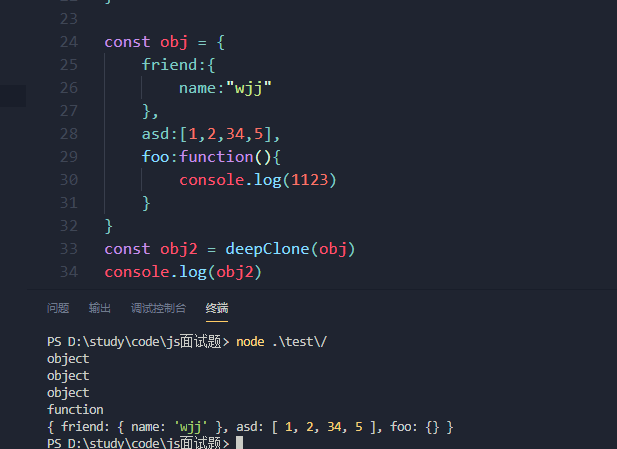 23
24 const obj = {
25 friend:{
26 name:"wjj"
27 },
28 asd:[1,2,34,5],
29 foo:function(){
30 console.log(1123)
31 }
32 }
33 const obj2 = deepClone(obj)
34 console.log(obj2)
问题 输出 调试控制台 终端
PS D:\study\code\js面试题> node .\test\/
object
object
object
function
{ friend: { name: 'wjj' }, asd: [ 1, 2, 34, 5 ], foo: {} }
PS D:\study\code\js面试题>